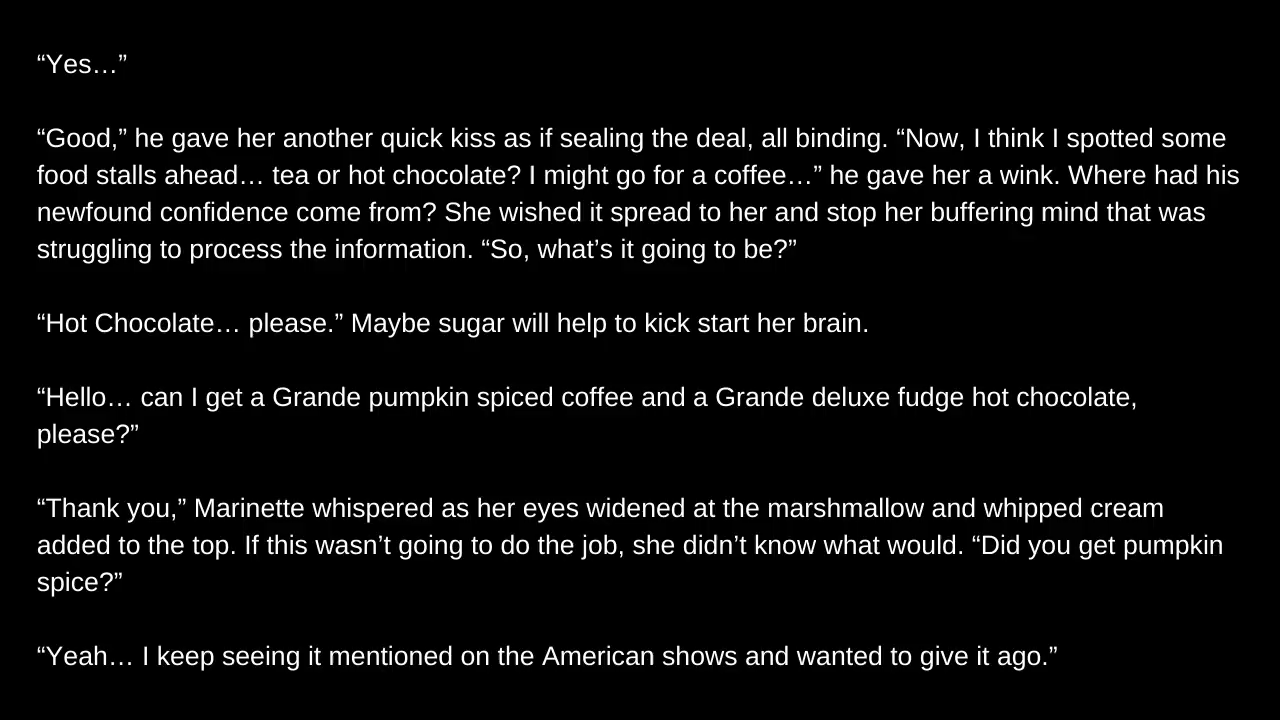 “Yes…”
“Good,” he gave her another quick kiss as if sealing the deal, all binding. “Now, I think I spotted some
food stalls ahead… tea or hot chocolate? I might go for a coffee…” he gave her a wink. Where had his
newfound confidence come from? She wished it spread to her and stop her buffering mind that was
struggling to process the information. “So, what’s it going to be?”
“Hot Chocolate… please.” Maybe sugar will help to kick start her brain.
“Hello… can I get a Grande pumpkin spiced coffee and a Grande deluxe fudge hot chocolate,
please?”
“Thank you,” Marinette whispered as her eyes widened at the marshmallow and whipped cream
added to the top. If this wasn’t going to do the job, she didn’t know what would. “Did you get pumpkin
spice?”
“Yeah… I keep seeing it mentioned on the American shows and wanted to give it ago.”